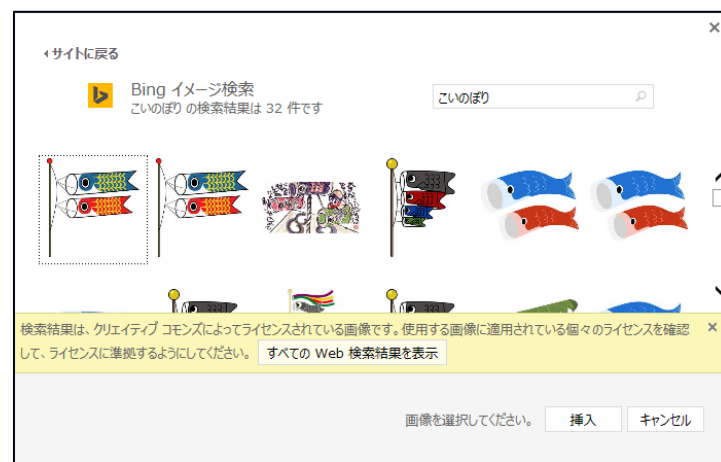 サイトに戻る
Bing イメージ検索
こいのぼり の検索結果は 32 件です
こいのぼり
検索結果は、クリエイティブ コモンズによってライセンスされている画像です。使用する画像に適用されている個々のライセンスを確認
して、ライセンスに準拠するようにしてください。 すべての Web 検索結果を表示
画像を選択してください。 挿入 キャンセル